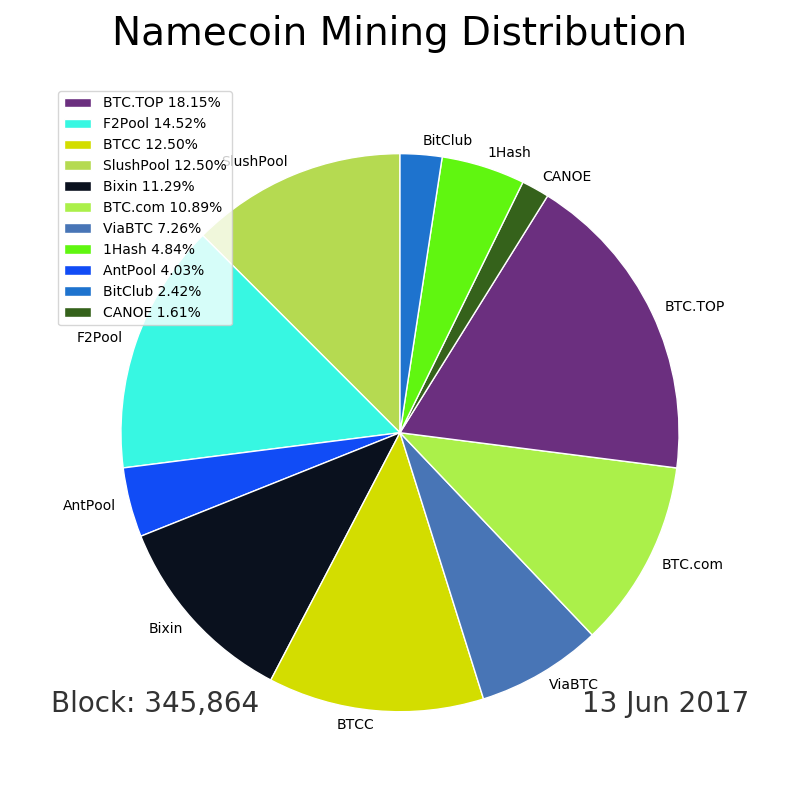 Namecoin Mining Distribution
BTC.TOP 18.15%
F2Pool 14.52%
BTCC 12.50%
SlushPool 12.50%
Bixin 11.29%
BTC.com 10.89%
ViaBTC 7.26%
1Hash 4.84%
AntPool 4.03%
BitClub 2.42%
CANOE 1.61%
BitClub
1Hash
SlushPool
CANOE
BTC.TOP
F2Pool
AntPool
BTC.com
Bixin
ViaBTC
Block: 345,864
13 Jun 2017
BTCC